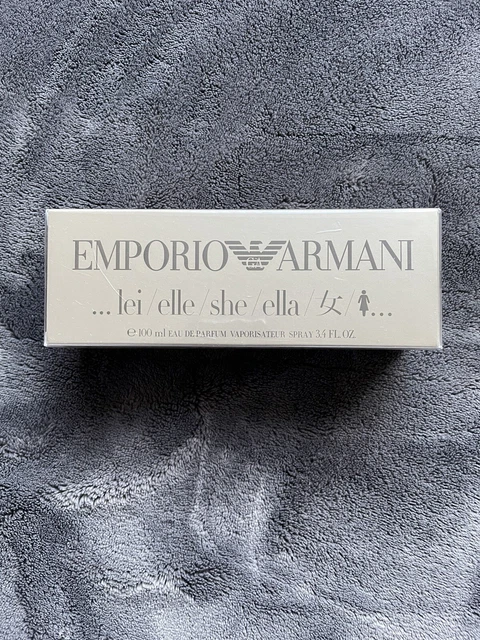 EMPORIO ARMANI
...lei/elle/she/ella/女/...
℮ 100 ml EAU DE PARFUM VAPORISATEUR SPRAY 3.4 FL. OZ.